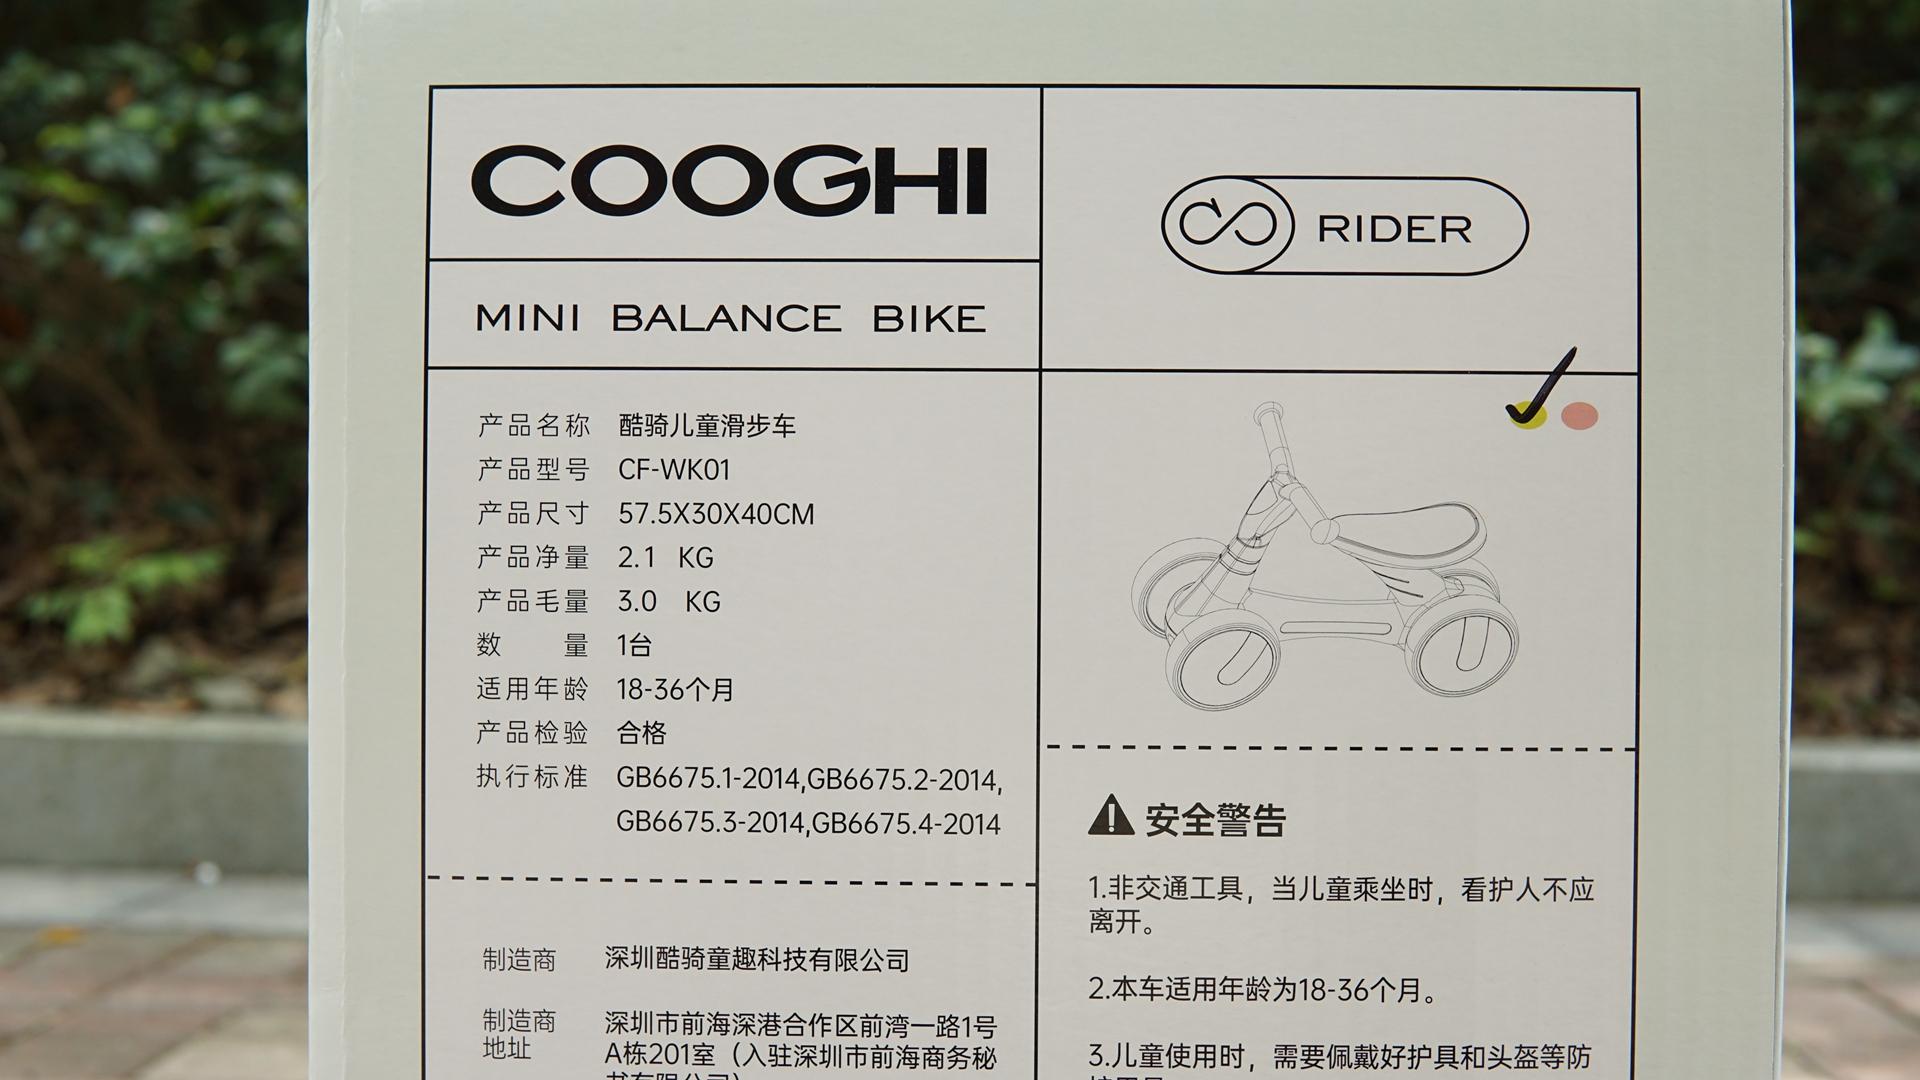 COOGHI
MINI BALANCE BIKE
RIDER
产品名称 酷骑儿童滑步车
产品型号 CF-WK01
产品尺寸 57.5X30X40CM
产品净量 2.1 KG
产品毛量 3.0 KG
数 量 1台
适用年龄 18-36个月
产品检验 合格
执行标准 GB6675.1-2014,GB6675.2-2014,
GB6675.3-2014,GB6675.4-2014
制造商 深圳酷骑童趣科技有限公司
制造商 深圳市前海深港合作区前湾一路1号
地址 A栋201室（入驻深圳市前海商务秘
书有限公司）
安全警告
1.非交通工具，当儿童乘坐时，看护人不应
离开。
2.本车适用年龄为18-36个月。
3.儿童使用时，需要佩戴好护具和头盔等防